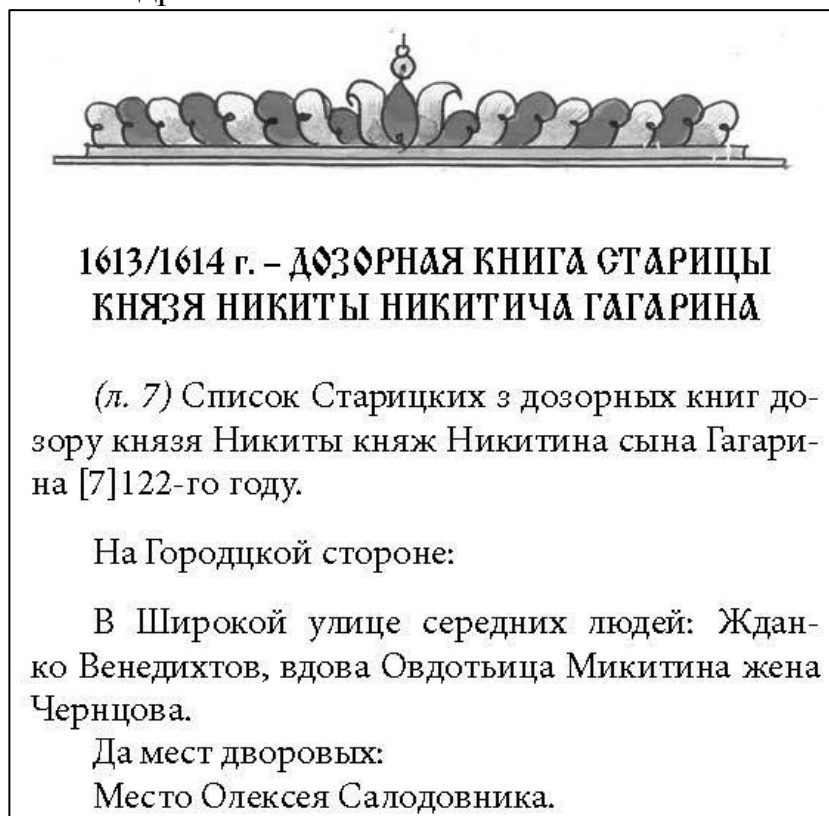 1613/1614 г. – ДОЗОРНАЯ КНИГА СТАРИЦЫ
КНЯЗЯ НИКИТЫ НИКИТИЧА ГАГАРИНА
(л. 7) Список Старицких з дозорных книг до-
зору князя Никиты княж Никитина сына Гагари-
на [7]122-го году.
На Городцкой стороне:
В Широкой улице середних людей: Ждан-
ко Венедихтов, вдова Овдотьица Микитина жена
Чернцова.
Да мест дворовых:
Место Олексея Салодовника.